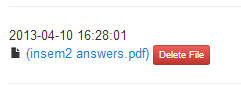 2013-04-10 16:28:01
(insem2 answers.pdf) Delete File